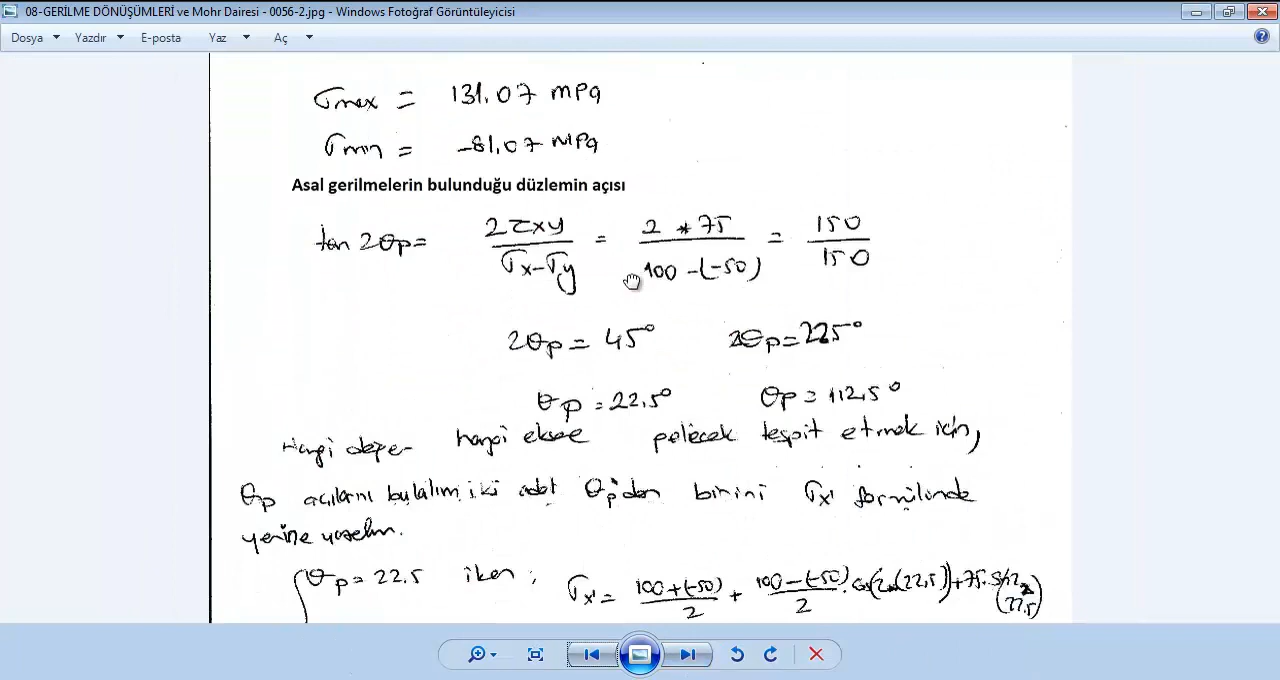 08-GERİLME DÖNÜŞÜMLERİ ve Mohr Dairesi - 0056-2.jpg - Windows Fotoğraf Görüntüleyicisi
Dosya Yazdır E-posta Yaz Aç
σmax = 131.07 mPa
σmin = -81.07 MPa
Asal gerilmelerin bulunduğu düzlemin açısı
tan 2θp = 2τxy / (σx-σy) = 2 * 75 / (100 -(-50)) = 150 / 150
2θp = 45° 2θp = 225°
θp = 22.5° θp = 112.5°
Hangi değer hangi eksene gelecek tespit etmek için,
θp açılarını bulalım, iki adet θp'den birini σx' formülünde
yerine yazalım.
θp = 22.5 iken; σx' = (100+(-50))/2 + (100-(-50))/2 . cos(2*(22.5)) + 75. sin2*(22.5)